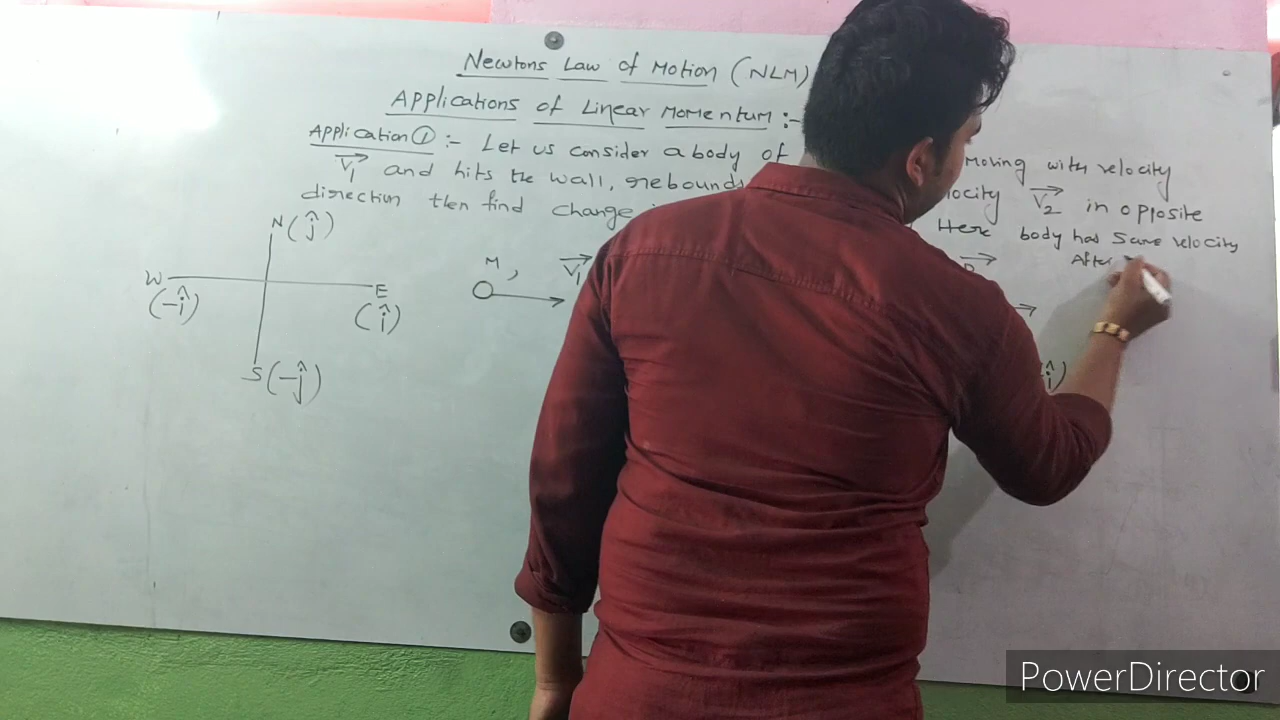 Newtons Law of Motion (NLM)
Applications of Linear Momentum :-
Application ① :- Let us consider a body of Moving with velocity
V₁ and hits the wall, rebounds V₂ in opposite
direction then find change Here body has Same velocity
After
N(ĵ)
W
(-î)
E
(î)
S(-ĵ)
M, V₁
PowerDirector